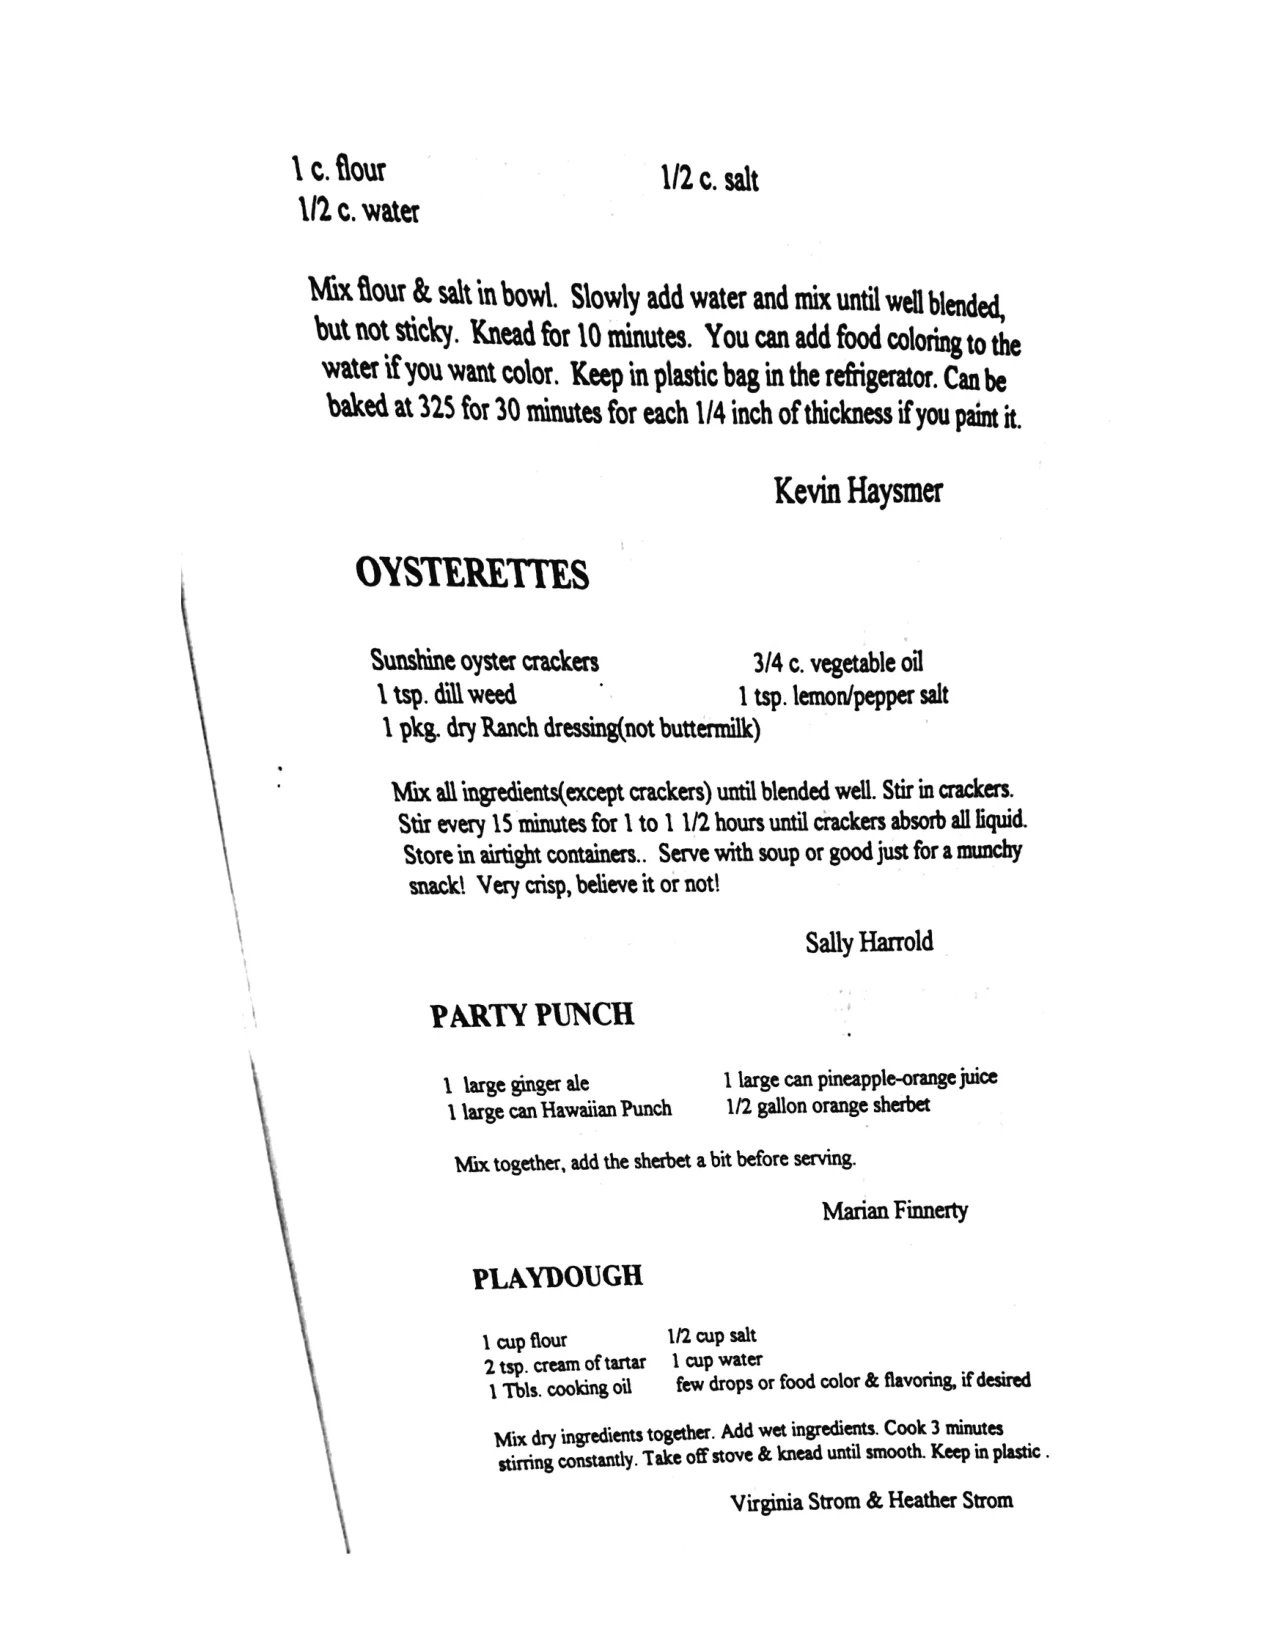 1 c. flour 1/2 c. salt
1/2 c. water
Mix flour & salt in bowl. Slowly add water and mix until well blended,
but not sticky. Knead for 10 minutes. You can add food coloring to the
water if you want color. Keep in plastic bag in the refrigerator. Can be
baked at 325 for 30 minutes for each 1/4 inch of thickness if you paint it.
Kevin Haysmer
OYSTERETTES
Sunshine oyster crackers 3/4 c. vegetable oil
1 tsp. dill weed 1 tsp. lemon/pepper salt
1 pkg. dry Ranch dressing(not buttermilk)
Mix all ingredients(except crackers) until blended well. Stir in crackers.
Stir every 15 minutes for 1 to 1 1/2 hours until crackers absorb all liquid.
Store in airtight containers.. Serve with soup or good just for a munchy
snack! Very crisp, believe it or not!
Sally Harrold
PARTY PUNCH
1 large ginger ale 1 large can pineapple-orange juice
1 large can Hawaiian Punch 1/2 gallon orange sherbet
Mix together, add the sherbet a bit before serving.
Marian Finnerty
PLAYDOUGH
1 cup flour 1/2 cup salt
2 tsp. cream of tartar 1 cup water
1 Tbls. cooking oil few drops or food color & flavoring, if desired
Mix dry ingredients together. Add wet ingredients. Cook 3 minutes
stirring constantly. Take off stove & knead until smooth. Keep in plastic .
Virginia Strom & Heather Strom